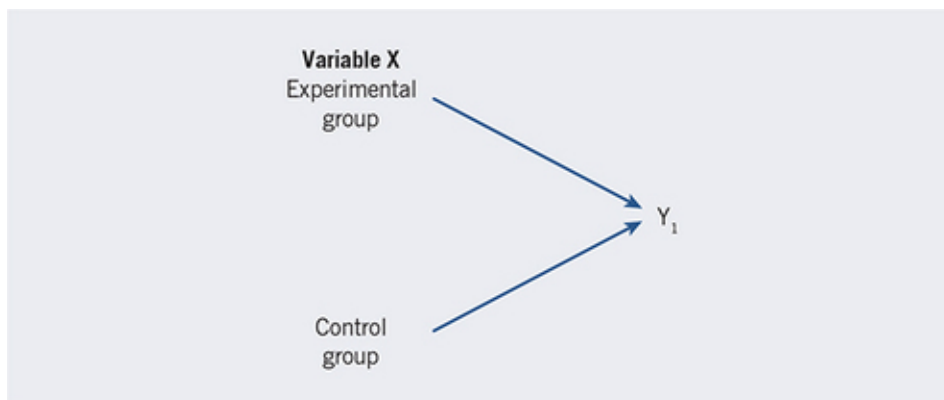 Variable X
Experimental
group
Y₁
Control
group